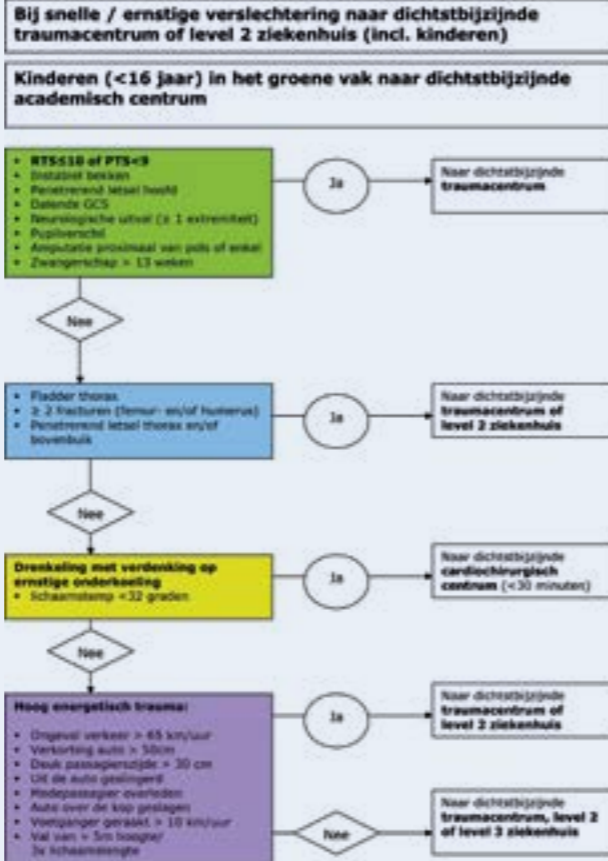 Bij snelle / ernstige verslechtering naar dichtstbijzijnde
traumacentrum of level 2 ziekenhuis (incl. kinderen)
Kinderen (<16 jaar) in het groene vak naar dichtstbijzijnde
academisch centrum
• RTS≤10 of PTS<9
• Instabiel bekken
• Penetrerend letsel hoofd
• Dalende GCS
• Neurologische uitval (≥ 1 extremiteit)
• Pupilverschil
• Amputatie proximaal van pols of enkel
• Zwangerschap > 13 weken
Ja
Naar dichtstbijzijnde
traumacentrum
Nee
• Fladder thorax
• ≥ 2 fracturen (femur- en/of humerus)
• Penetrerend letsel thorax en/of
bovenbuik
Ja
Naar dichtstbijzijnde
traumacentrum of
level 2 ziekenhuis
Nee
Drenkeling met verdenking op
ernstige onderkoeling
• lichaamstemp <32 graden
Ja
Naar dichtstbijzijnde
cardiochirurgisch
centrum (<30 minuten)
Nee
Hoog energetisch trauma:
• Ongeval verkeer > 65 km/uur
• Verkorting auto > 50cm
• Deuk passagierszijde > 30 cm
• Uit de auto geslingerd
• Medepassagier overleden
• Auto over de kop geslagen
• Voetganger geraakt > 10 km/uur
• Val van > 5m hoogte/
3x lichaamslengte
Ja
Naar dichtstbijzijnde
traumacentrum of
level 2 ziekenhuis
Nee
Naar dichtstbijzijnde
traumacentrum, level 2
of level 3 ziekenhuis